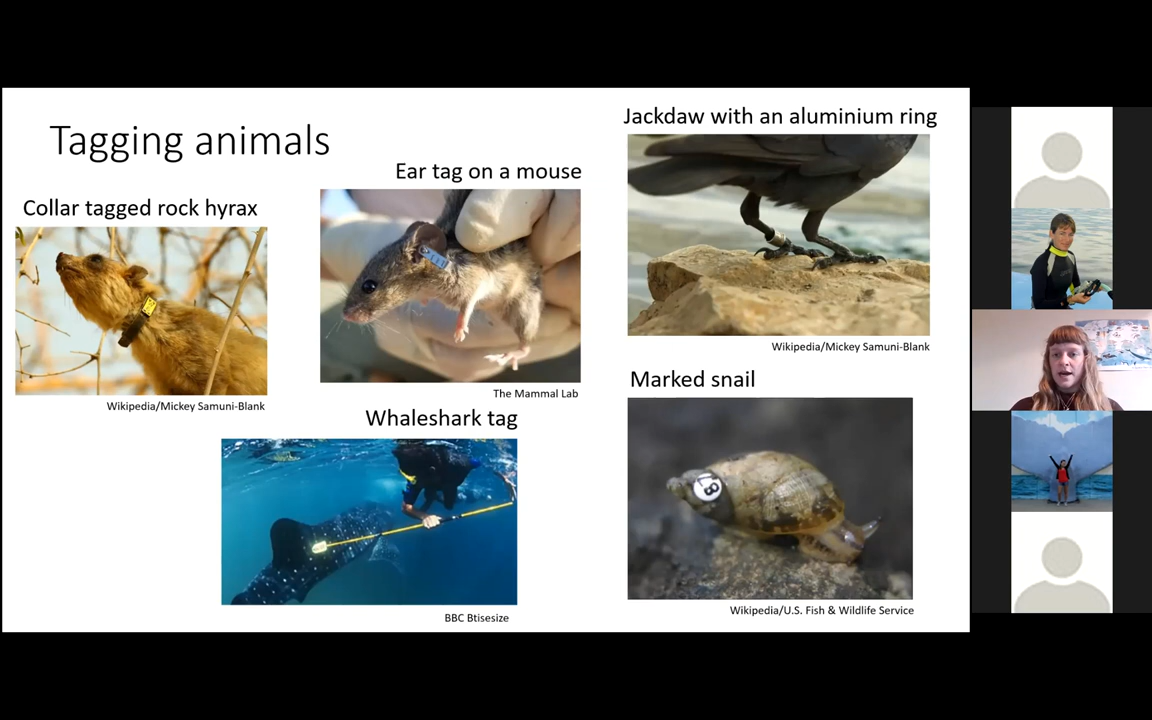 Tagging animals
Collar tagged rock hyrax
Wikipedia/Mickey Samuni-Blank
Ear tag on a mouse
The Mammal Lab
Whaleshark tag
BBC Btisesize
Jackdaw with an aluminium ring
Wikipedia/Mickey Samuni-Blank
Marked snail
87
Wikipedia/U.S. Fish & Wildlife Service